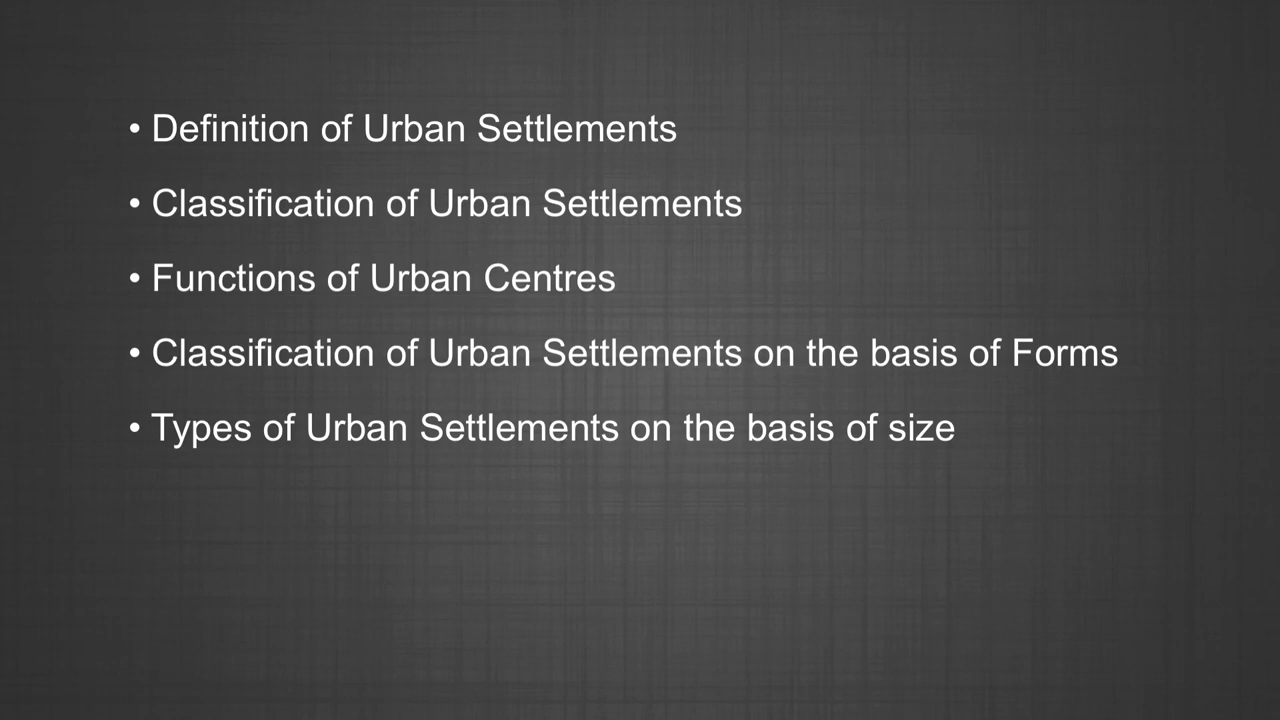 • Definition of Urban Settlements
• Classification of Urban Settlements
• Functions of Urban Centres
• Classification of Urban Settlements on the basis of Forms
• Types of Urban Settlements on the basis of size